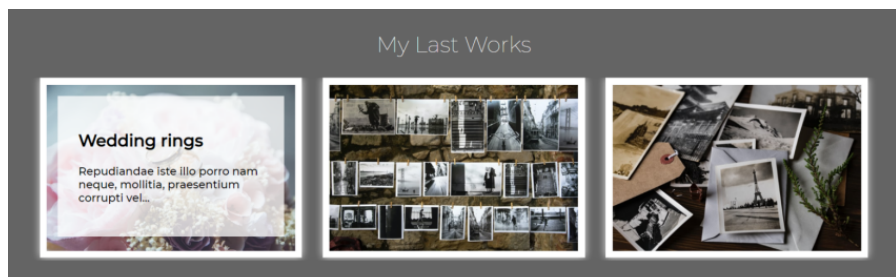 My Last Works
Wedding rings
Repudiandae iste illo porro nam
neque, mollitia, praesentium
corrupti vel...